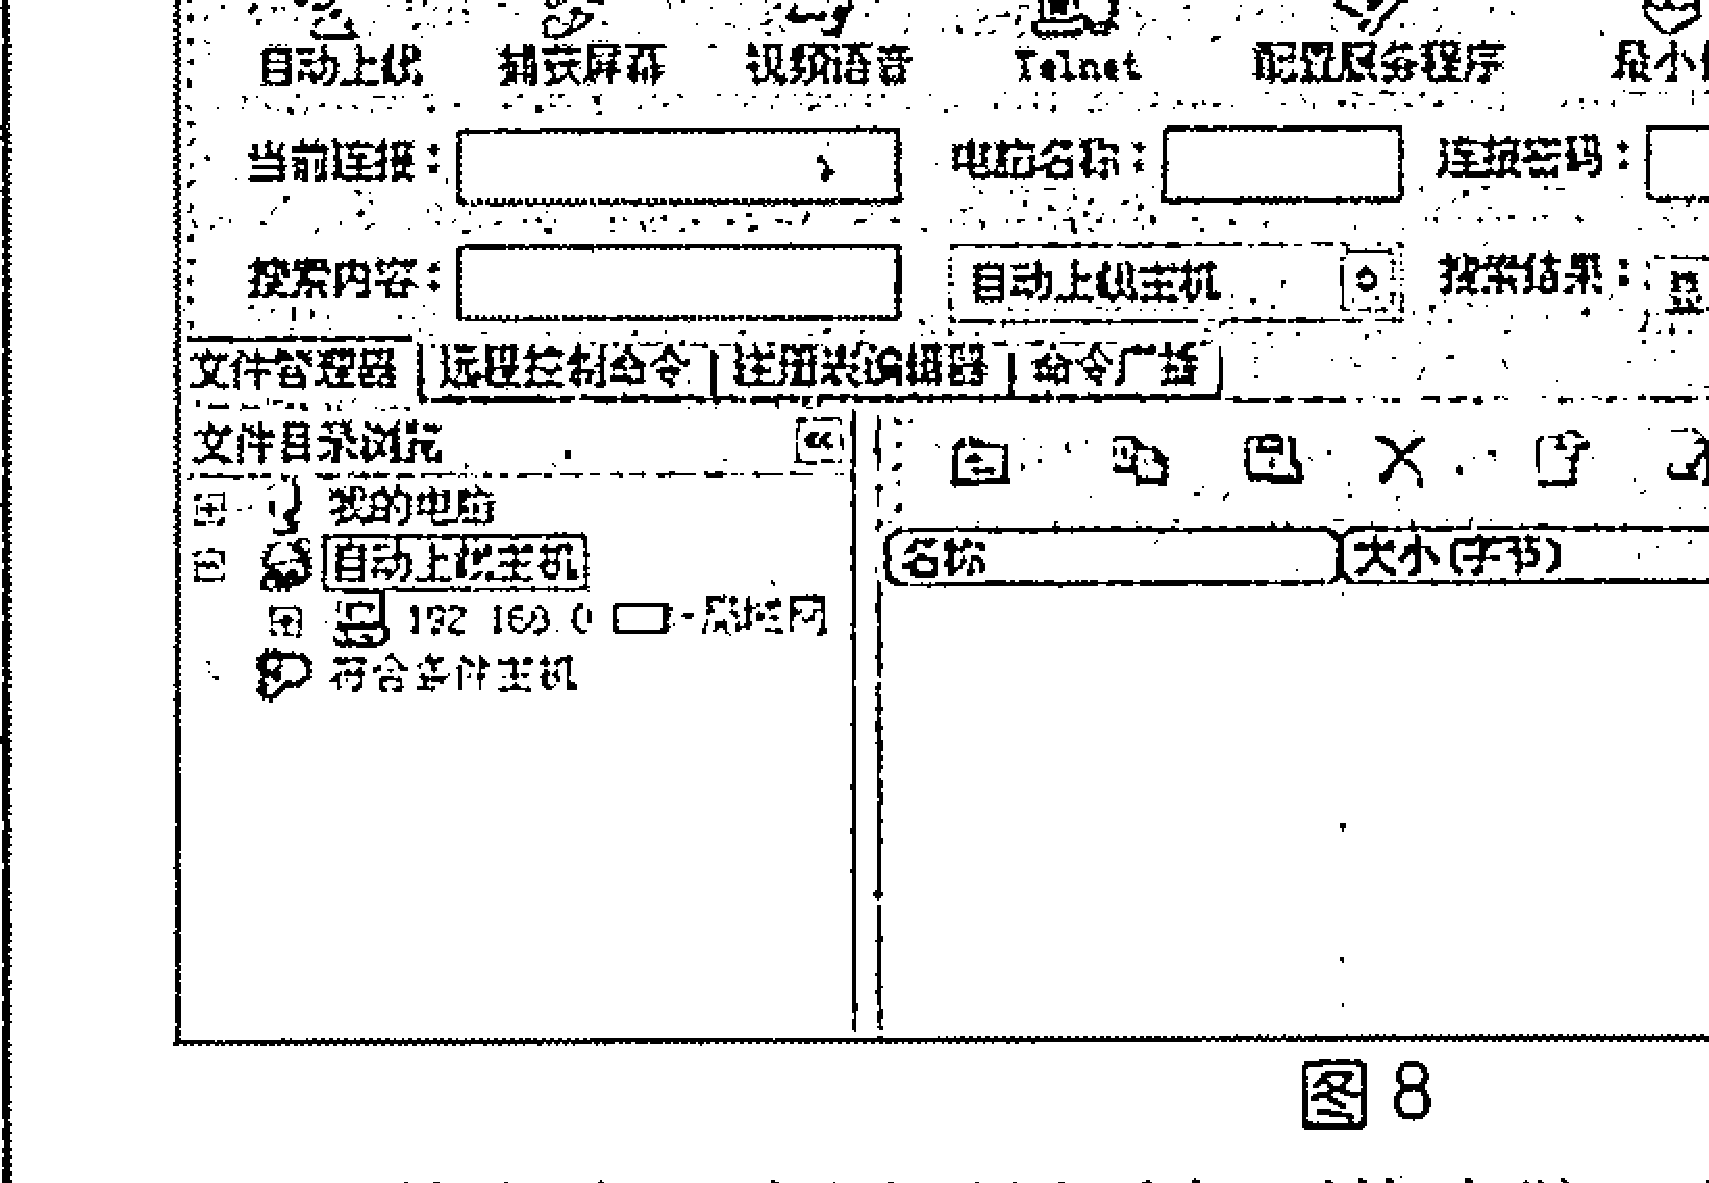 自动上线 捕获屏幕 视频语音 Telnet 配置服务程序 最小
当前连接： 电脑名称： 连接密码：
搜索内容： 自动上线主机 搜索结果： 显
文件管理器 远程控制命令 注册表编辑器 命令广播
文件目录浏览
我的电脑
自动上线主机
名称 大小(字节)
192.168.0 -局域网
符合条件主机
图8